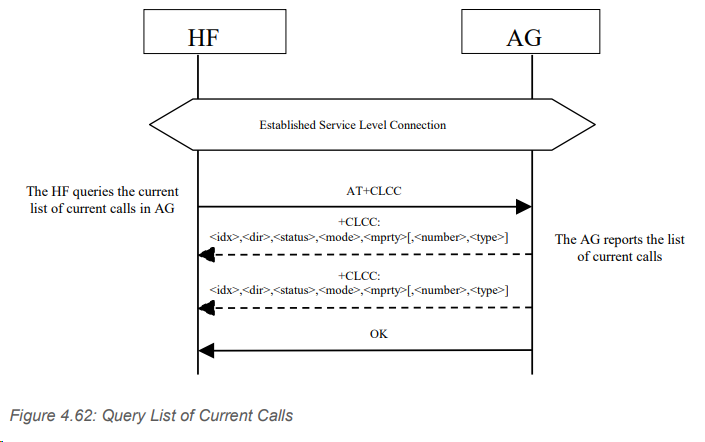 HF
AG
Established Service Level Connection
The HF queries the current
list of current calls in AG
AT+CLCC
+CLCC:
<idx>,<dir>,<status>,<mode>,<mprty>[,<number>,<type>]
The AG reports the list
of current calls
+CLCC:
<idx>,<dir>,<status>,<mode>,<mprty>[,<number>,<type>]
OK
Figure 4.62: Query List of Current Calls